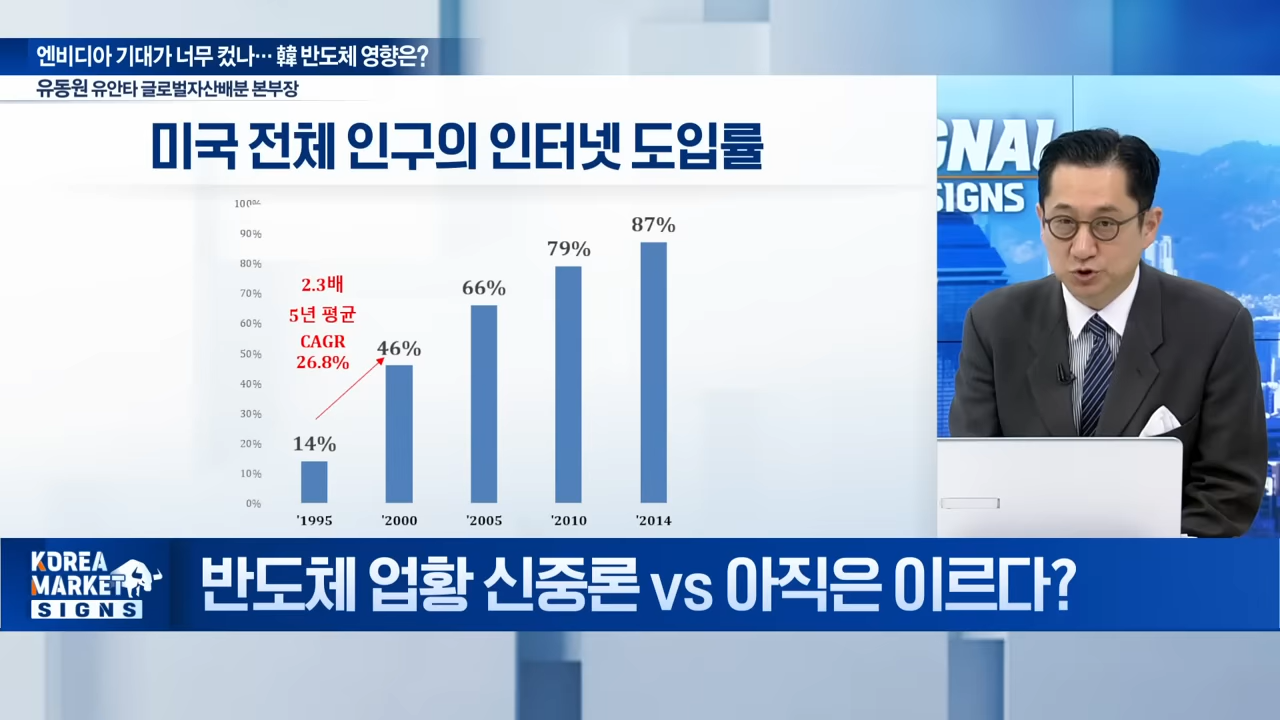 엔비디아 기대가 너무 컸나… 韓 반도체 영향은?
유동원 유안타 글로벌자산배분 본부장
미국 전체 인구의 인터넷 도입률
100%
90%
80%
70%
60%
50%
40%
30%
20%
10%
0%
2.3배
5년 평균
CAGR
26.8%
14%
46%
66%
79%
87%
'1995
'2000
'2005
'2010
'2014
GNAL
SIGNS
KOREA
MARKET
SIGNS
반도체 업황 신중론 vs 아직은 이르다?